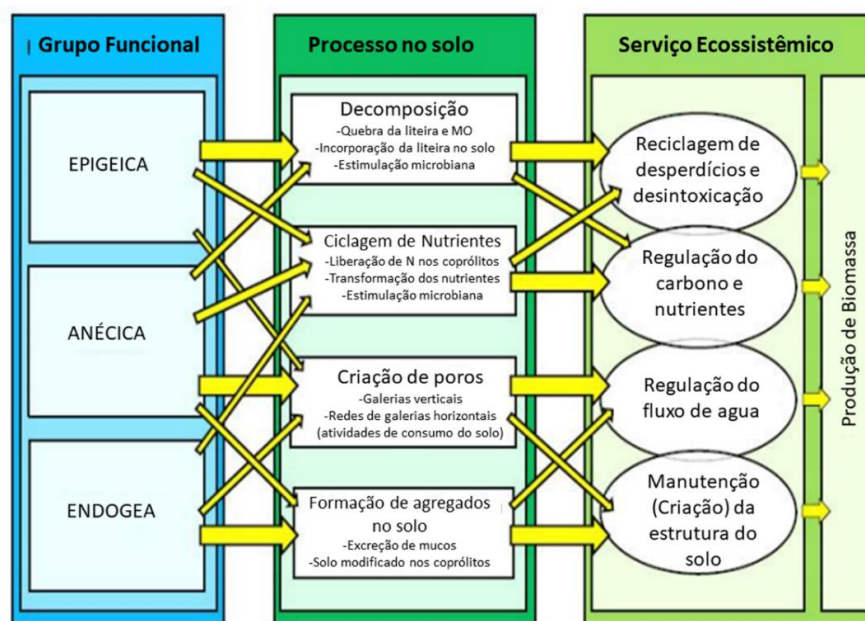 Grupo Funcional
EPIGEICA
ANÉCICA
ENDOGEA
Processo no solo
Decomposição
-Quebra da liteira e MO
-Incorporação da liteira no solo
-Estimulação microbiana
Ciclagem de Nutrientes
-Liberação de N nos coprólitos
-Transformação dos nutrientes
-Estimulação microbiana
Criação de poros
-Galerias verticais
-Redes de galerias horizontais
(atividades de consumo do solo)
Formação de agregados
no solo
-Excreção de mucos
-Solo modificado nos coprólitos
Serviço Ecossistêmico
Reciclagem de
desperdícios e
desintoxicação
Regulação do
carbono e
nutrientes
Regulação do
fluxo de agua
Manutenção
(Criação) da
estrutura do
solo
Produção de Biomassa